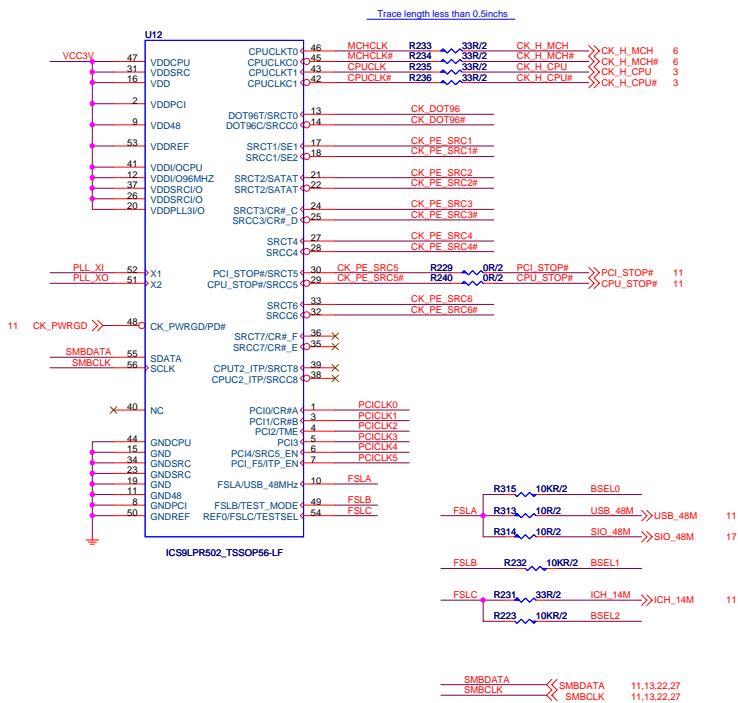 Trace length less than 0.5inchs
U12
VCC3V 47 VDDCPU CPUCLKT0 46 MCHCLK R233 33R/2 CK_H_MCH CK_H_MCH 6
31 VDDSRC CPUCLKC0 45 MCHCLK# R234 33R/2 CK_H_MCH# CK_H_MCH# 6
16 VDD CPUCLKT1 43 CPUCLK R235 33R/2 CK_H_CPU CK_H_CPU 3
CPUCLKC1 42 CPUCLK# R236 33R/2 CK_H_CPU# CK_H_CPU# 3
2 VDDPCI
DOT96T/SRCT0 13 CK_DOT96
9 VDD48 DOT96C/SRCC0 14 CK_DOT96#
53 VDDREF SRCT1/SE1 17 CK_PE_SRC1
SRCC1/SE2 18 CK_PE_SRC1#
41 VDDI/OCPU
12 VDDI/O96MHZ SRCT2/SATAT 21 CK_PE_SRC2
37 VDDSRCI/O SRCT2/SATAT 22 CK_PE_SRC2#
26 VDDSRCI/O
20 VDDPLL3I/O SRCT3/CR#_C 24 CK_PE_SRC3
SRCC3/CR#_D 25 CK_PE_SRC3#
SRCT4 27 CK_PE_SRC4
SRCC4 28 CK_PE_SRC4#
PLL_XI 52 X1 PCI_STOP#/SRCT5 30 CK_PE_SRC5 R229 0R/2 PCI_STOP# PCI_STOP# 11
PLL_XO 51 X2 CPU_STOP#/SRCC5 29 CK_PE_SRC5# R240 0R/2 CPU_STOP# CPU_STOP# 11
SRCT6 33 CK_PE_SRC6
SRCC6 32 CK_PE_SRC6#
11 CK_PWRGD 48 CK_PWRGD/PD#
SRCT7/CR#_F 36
SRCC7/CR#_E 35
SMBDATA 55 SDATA
SMBCLK 56 SCLK CPUT2_ITP/SRCT8 39
CPUC2_ITP/SRCC8 38
40 NC PCI0/CR#A 1 PCICLK0
PCI1/CR#B 3 PCICLK1
PCI2/TME 4 PCICLK2
44 GNDCPU PCI3 5 PCICLK3
15 GND PCI4/SRC5_EN 6 PCICLK4
34 GNDSRC PCI_F5/ITP_EN 7 PCICLK5
23 GNDSRC
19 GND FSLA/USB_48MHz 10 FSLA
11 GND48
8 GNDPCI FSLB/TEST_MODE 49 FSLB
50 GNDREF REF0/FSLC/TESTSEL 54 FSLC
ICS9LPR502_TSSOP56-LF
R315 10KR/2 BSEL0
FSLA R313 10R/2 USB_48M USB_48M 11
R314 10R/2 SIO_48M SIO_48M 17
FSLB R232 10KR/2 BSEL1
FSLC R231 33R/2 ICH_14M ICH_14M 11
R223 10KR/2 BSEL2
SMBDATA SMBDATA 11,13,22,27
SMBCLK SMBCLK 11,13,22,27